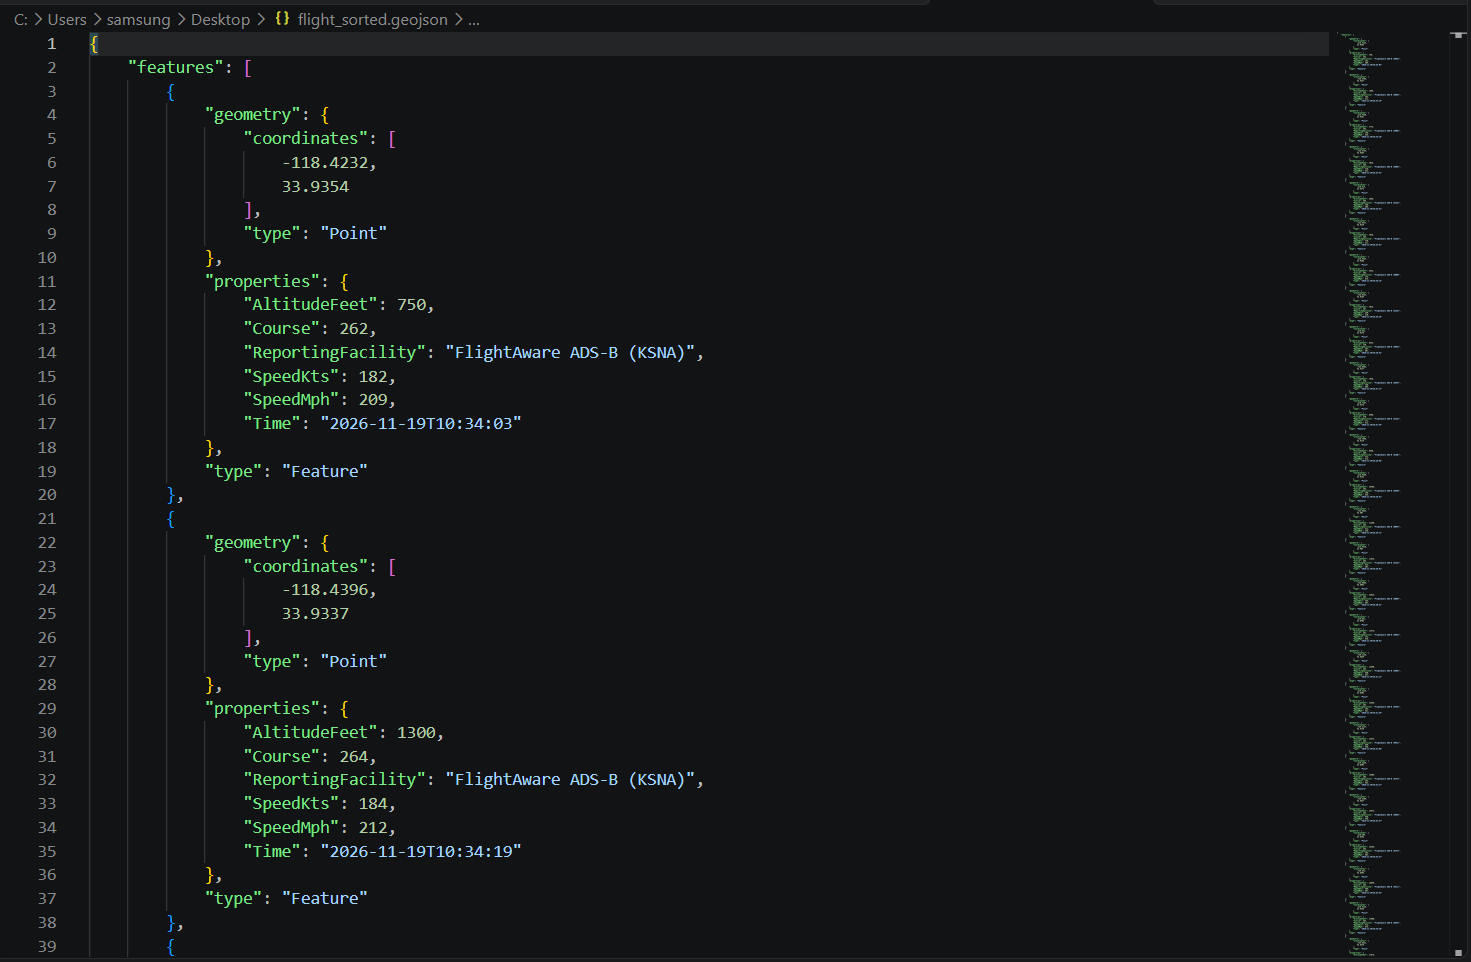 C: > Users > samsung > Desktop > {} flight_sorted.geojson > ...
1 {
2 "features": [
3 {
4 "geometry": {
5 "coordinates": [
6 -118.4232,
7 33.9354
8 ],
9 "type": "Point"
10 },
11 "properties": {
12 "AltitudeFeet": 750,
13 "Course": 262,
14 "ReportingFacility": "FlightAware ADS-B (KSNA)",
15 "SpeedKts": 182,
16 "SpeedMph": 209,
17 "Time": "2026-11-19T10:34:03"
18 },
19 "type": "Feature"
20 },
21 {
22 "geometry": {
23 "coordinates": [
24 -118.4396,
25 33.9337
26 ],
27 "type": "Point"
28 },
29 "properties": {
30 "AltitudeFeet": 1300,
31 "Course": 264,
32 "ReportingFacility": "FlightAware ADS-B (KSNA)",
33 "SpeedKts": 184,
34 "SpeedMph": 212,
35 "Time": "2026-11-19T10:34:19"
36 },
37 "type": "Feature"
38 },
39 {